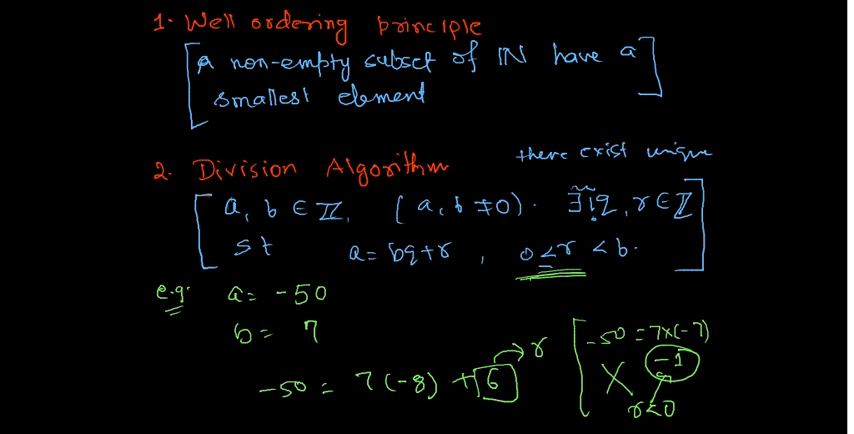 1. Well ordering principle
[A non-empty subset of ℕ have a
smallest element]
2. Division Algorithm
there exist unique
[a, b ∈ ℤ, (a, b ≠ 0). ∃! q, r ∈ ℤ
st a = bq + r, 0 ≤ r < b.]
e.g. a = -50
b = 7
-50 = 7(-8) + 6 → r
[-50 = 7×(-7)
-1
X
r<0